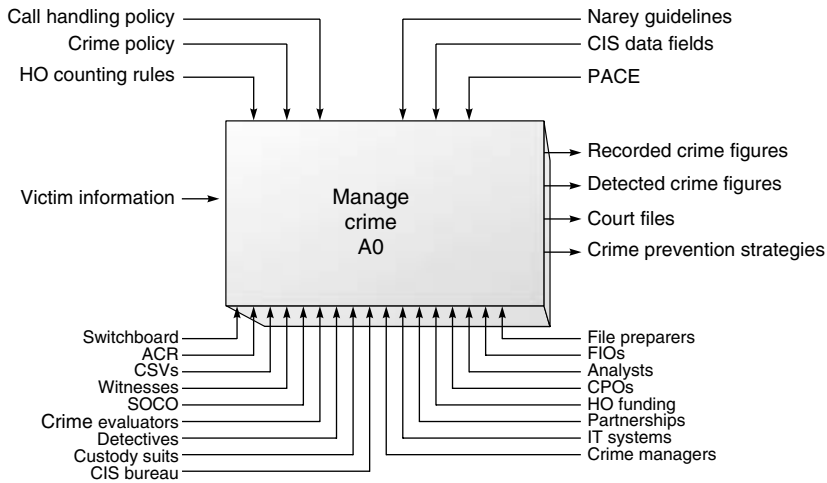 Call handling policy
Crime policy
HO counting rules
Narey guidelines
CIS data fields
PACE
Victim information
Manage
crime
A0
Recorded crime figures
Detected crime figures
Court files
Crime prevention strategies
Switchboard
ACR
CSVs
Witnesses
SOCO
Crime evaluators
Detectives
Custody suits
CIS bureau
File preparers
FIOs
Analysts
CPOs
HO funding
Partnerships
IT systems
Crime managers